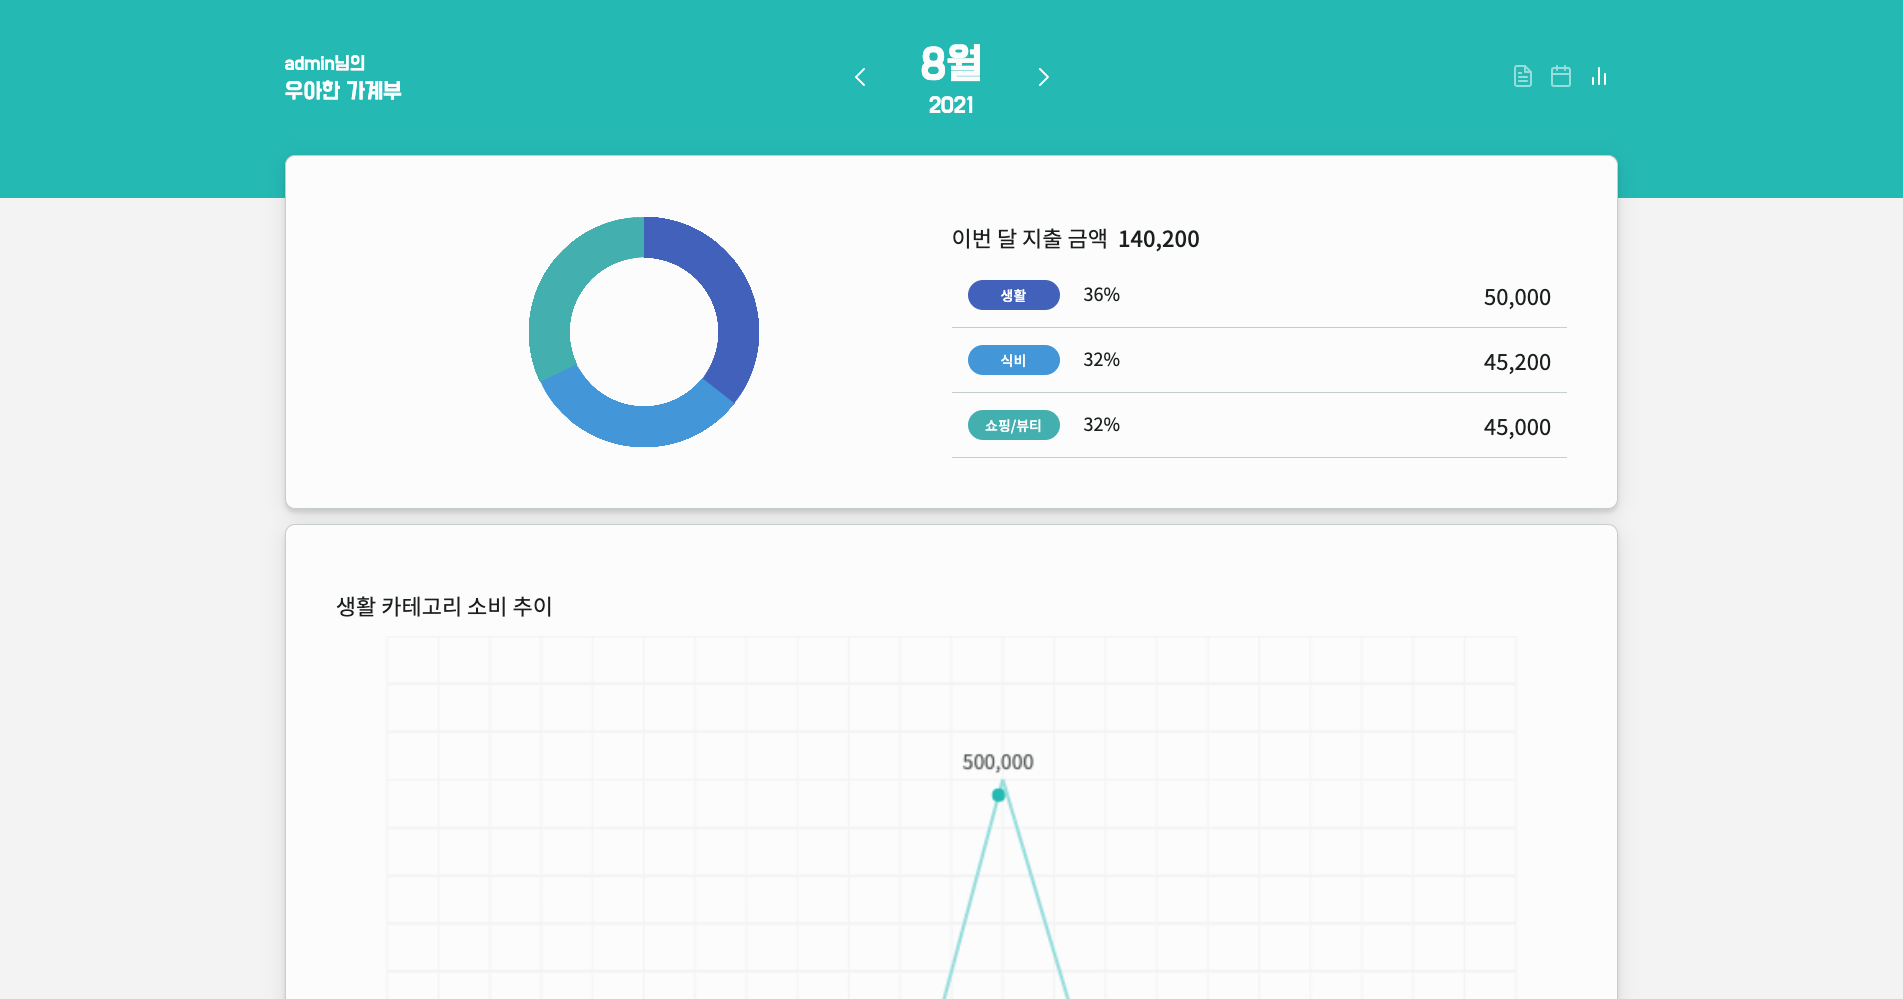 admin님의
우아한 가계부
8월
2021
이번 달 지출 금액 140,200
생활 36% 50,000
식비 32% 45,200
쇼핑/뷰티 32% 45,000
생활 카테고리 소비 추이
500,000